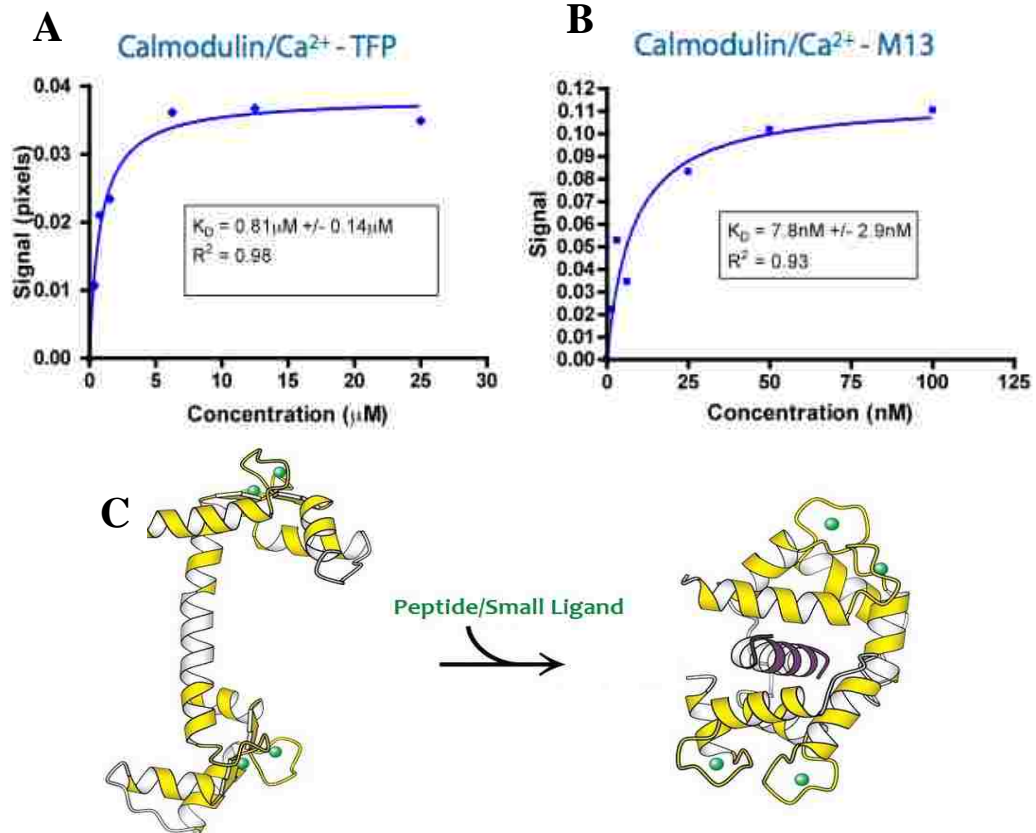 A
Calmodulin/Ca²⁺ - TFP
Signal (pixels)
0.04
0.03
0.02
0.01
0.00
K_D = 0.81μM +/- 0.14μM
R² = 0.98
0 5 10 15 20 25 30
Concentration (μM)
B
Calmodulin/Ca²⁺ - M13
Signal
0.12
0.11
0.10
0.09
0.08
0.07
0.06
0.05
0.04
0.03
0.02
0.01
0.00
K_D = 7.8nM +/- 2.9nM
R² = 0.93
0 25 50 75 100 125
Concentration (nM)
C
Peptide/Small Ligand